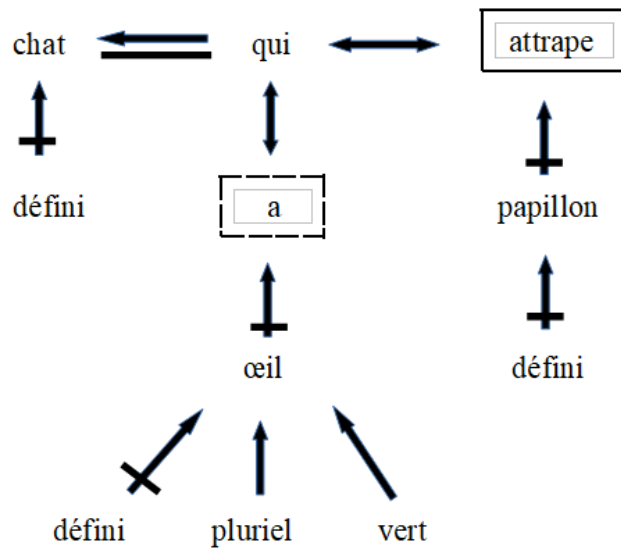 chat qui attrape
défini a papillon
œil défini
défini pluriel vert